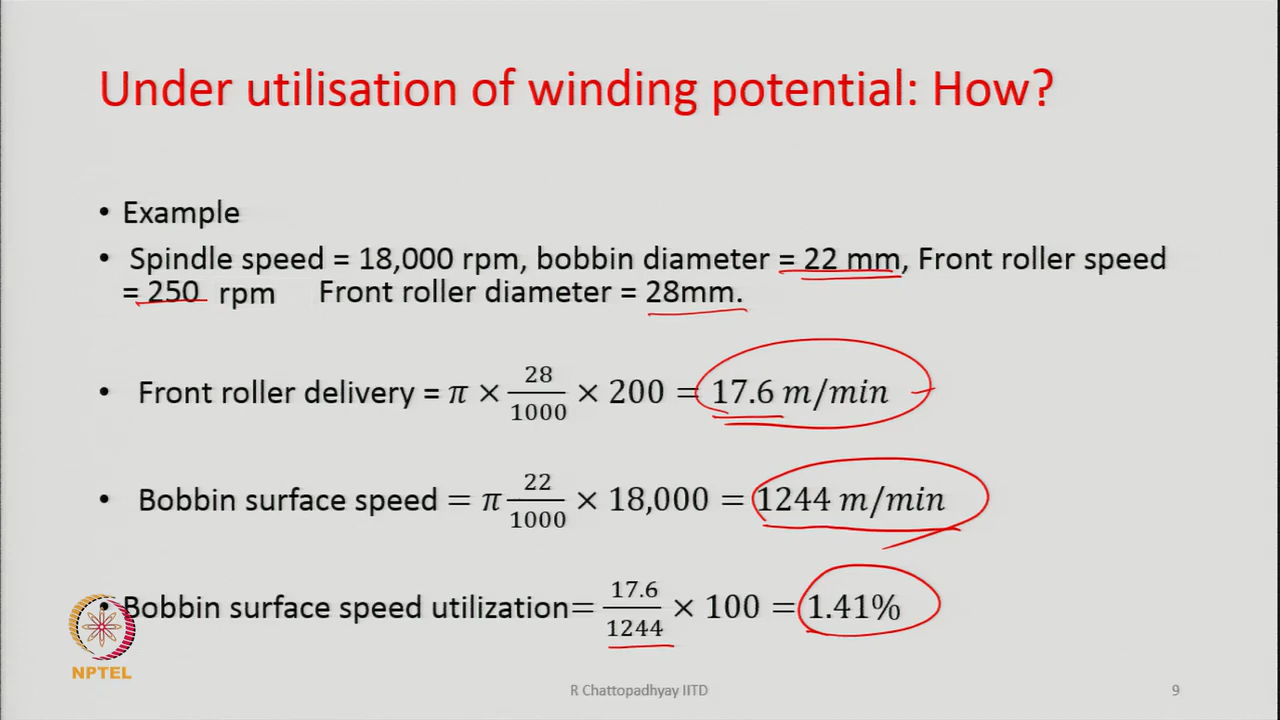 Under utilisation of winding potential: How?
• Example
• Spindle speed = 18,000 rpm, bobbin diameter = 22 mm, Front roller speed
= 250 rpm Front roller diameter = 28mm.
• Front roller delivery = π × 28/1000 × 200 = 17.6 m/min
• Bobbin surface speed = π 22/1000 × 18,000 = 1244 m/min
• Bobbin surface speed utilization= 17.6/1244 × 100 = 1.41%
NPTEL
R Chattopadhyay IITD
9